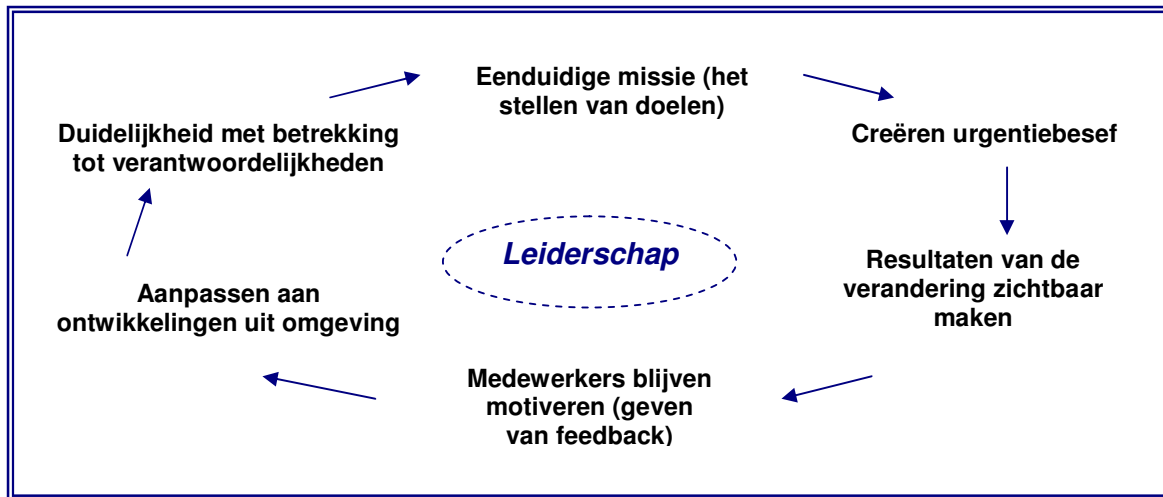 Eenduidige missie (het
stellen van doelen)
Creëren urgentiebesef
Resultaten van de
verandering zichtbaar
maken
Medewerkers blijven
motiveren (geven
van feedback)
Aanpassen aan
ontwikkelingen uit omgeving
Duidelijkheid met betrekking
tot verantwoordelijkheden
Leiderschap